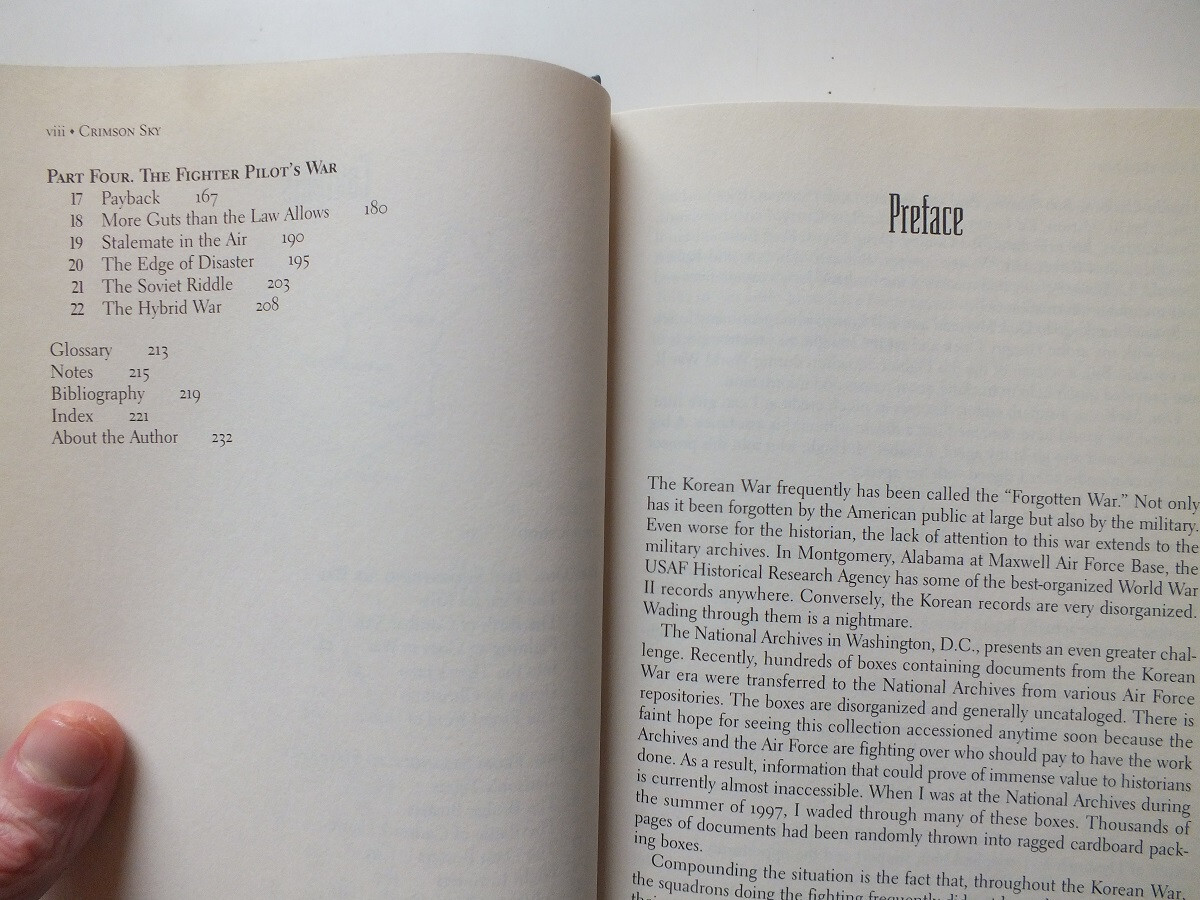 viii • Crimson Sky
Part Four. The Fighter Pilot's War
17 Payback 167
18 More Guts than the Law Allows 180
19 Stalemate in the Air 190
20 The Edge of Disaster 195
21 The Soviet Riddle 203
22 The Hybrid War 208
Glossary 213
Notes 215
Bibliography 219
Index 221
About the Author 232
Preface
The Korean War frequently has been called the “Forgotten War.” Not only
has it been forgotten by the American public at large but also by the military.
Even worse for the historian, the lack of attention to this war extends to the
military archives. In Montgomery, Alabama at Maxwell Air Force Base, the
USAF Historical Research Agency has some of the best-organized World War
II records anywhere. Conversely, the Korean records are very disorganized.
Wading through them is a nightmare.
The National Archives in Washington, D.C., presents an even greater chal-
lenge. Recently, hundreds of boxes containing documents from the Korean
War era were transferred to the National Archives from various Air Force
repositories. The boxes are disorganized and generally uncataloged. There is
faint hope for seeing this collection accessioned anytime soon because the
Archives and the Air Force are fighting over who should pay to have the work
done. As a result, information that could prove of immense value to historians
is currently almost inaccessible. When I was at the National Archives during
the summer of 1997, I waded through many of these boxes. Thousands of
pages of documents had been randomly thrown into ragged cardboard pack-
ing boxes.
Compounding the situation is the fact that, throughout the Korean War,
the squadrons doing the fighting frequently did